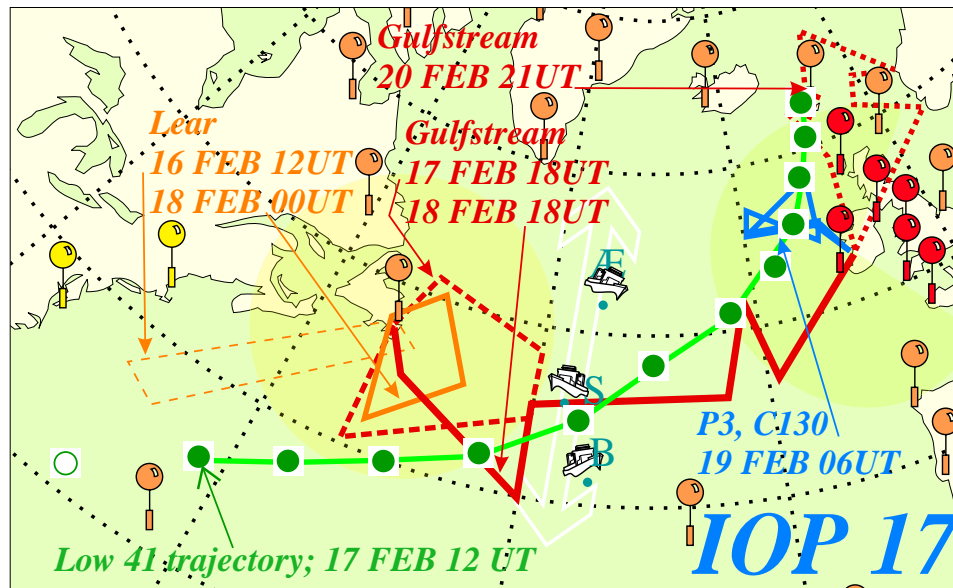 Gulfstream
20 FEB 21UT
Lear
16 FEB 12UT
18 FEB 00UT
Gulfstream
17 FEB 18UT
18 FEB 18UT
Æ
S
B
P3, C130
19 FEB 06UT
IOP 17
Low 41 trajectory; 17 FEB 12 UT